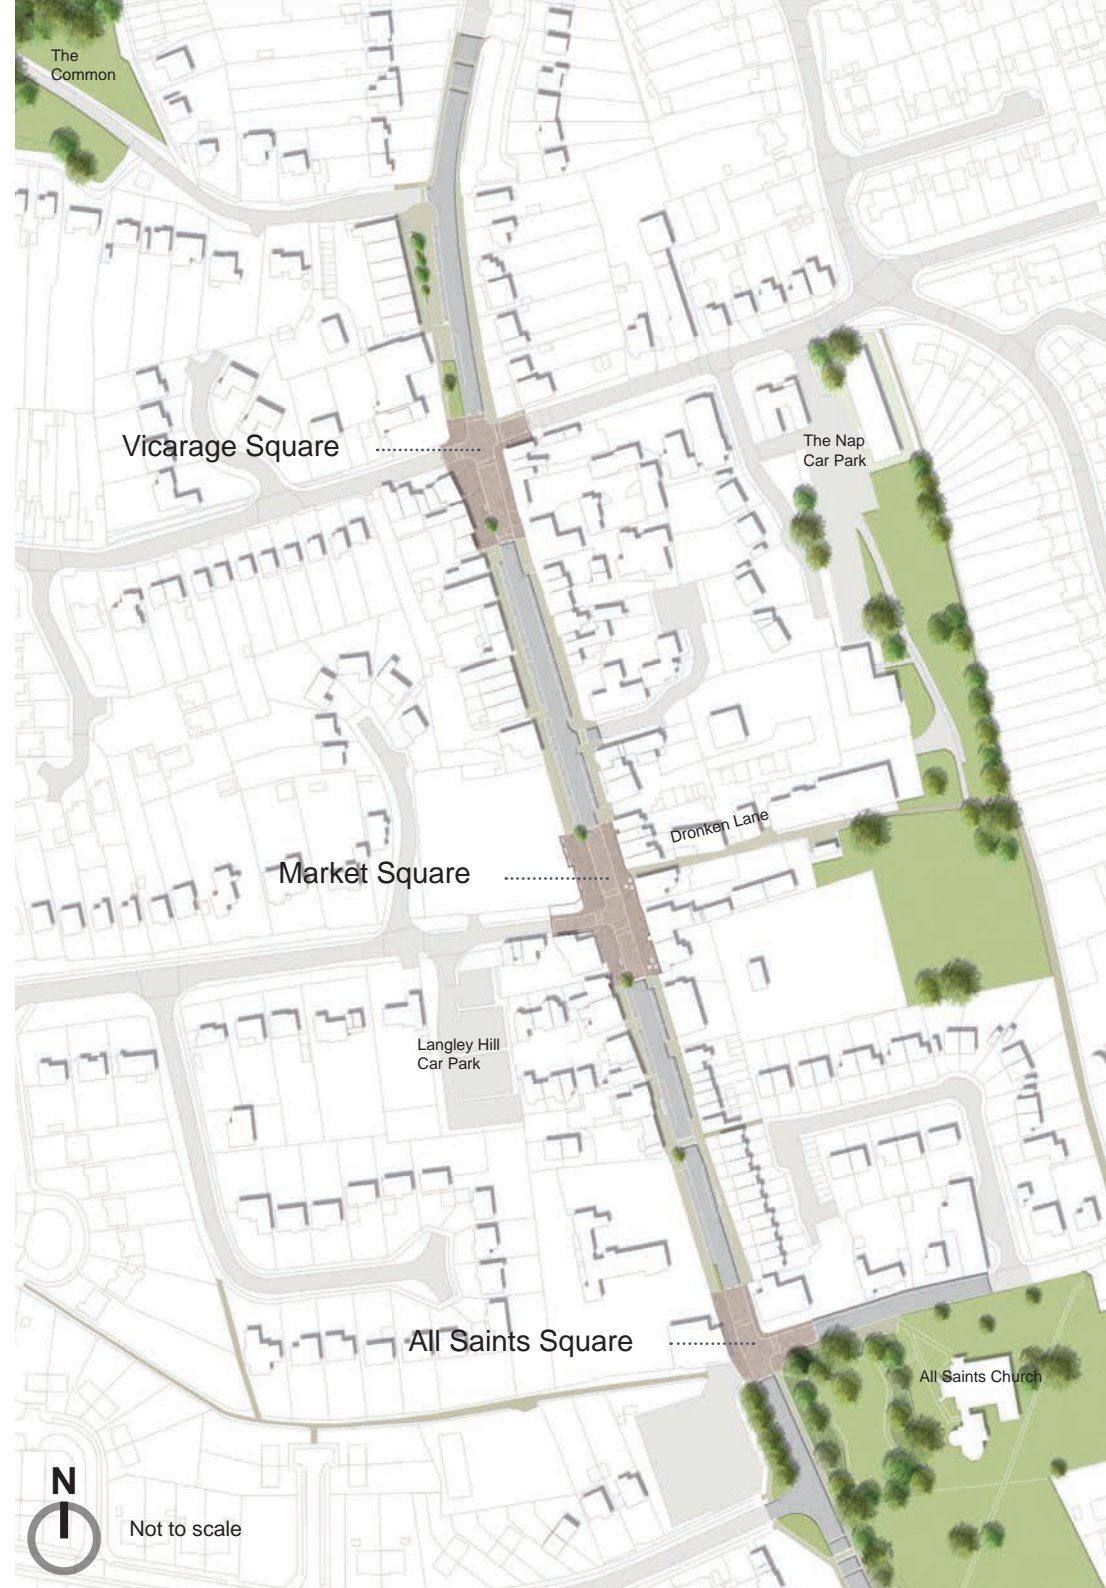 The
Common
Vicarage Square
The Nap
Car Park
Dronken Lane
Market Square
Langley Hill
Car Park
All Saints Square
All Saints Church
N
Not to scale